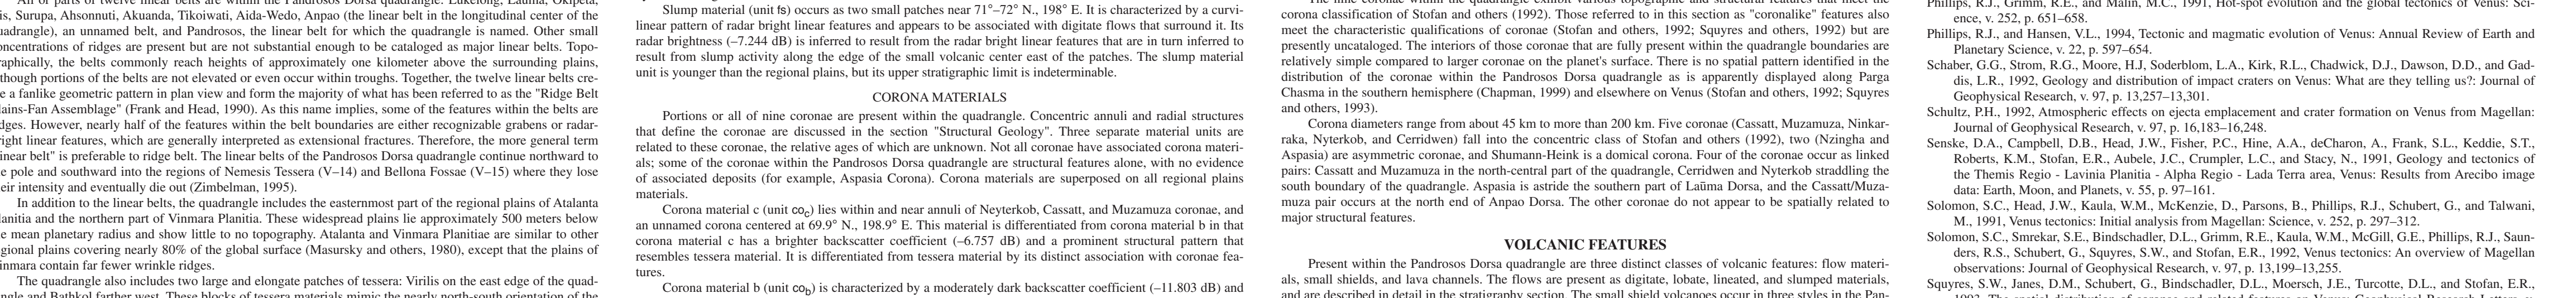 All or parts of twelve linear belts are within the Pandrosos Dorsa quadrangle: Lukelong, Lauma, Okipeta,
is, Surupa, Ahsonnuti, Akuanda, Tikoiwati, Aida-Wedo, Anpao (the linear belt in the longitudinal center of the
uadrangle), an unnamed belt, and Pandrosos, the linear belt for which the quadrangle is named. Other small
oncentrations of ridges are present but are not substantial enough to be cataloged as major linear belts. Topo-
raphically, the belts commonly reach heights of approximately one kilometer above the surrounding plains,
though portions of the belts are not elevated or even occur within troughs. Together, the twelve linear belts cre-
e a fanlike geometric pattern in plan view and form the majority of what has been referred to as the "Ridge Belt
lains-Fan Assemblage" (Frank and Head, 1990). As this name implies, some of the features within the belts are
dges. However, nearly half of the features within the belt boundaries are either recognizable grabens or radar-
right linear features, which are generally interpreted as extensional fractures. Therefore, the more general term
inear belt" is preferable to ridge belt. The linear belts of the Pandrosos Dorsa quadrangle continue northward to
e pole and southward into the regions of Nemesis Tessera (V–14) and Bellona Fossae (V–15) where they lose
eir intensity and eventually die out (Zimbelman, 1995).
In addition to the linear belts, the quadrangle includes the easternmost part of the regional plains of Atalanta
lanitia and the northern part of Vinmara Planitia. These widespread plains lie approximately 500 meters below
e mean planetary radius and show little to no topography. Atalanta and Vinmara Planitiae are similar to other
gional plains covering nearly 80% of the global surface (Masursky and others, 1980), except that the plains of
inmara contain far fewer wrinkle ridges.
The quadrangle also includes two large and elongate patches of tessera: Virilis on the east edge of the quad-
angle and Bathkol farther west. These blocks of tessera materials mimic the nearly north-south orientation of the
Slump material (unit fs) occurs as two small patches near 71°–72° N., 198° E. It is characterized by a curvi-
linear pattern of radar bright linear features and appears to be associated with digitate flows that surround it. Its
radar brightness (–7.244 dB) is inferred to result from the radar bright linear features that are in turn inferred to
result from slump activity along the edge of the small volcanic center east of the patches. The slump material
unit is younger than the regional plains, but its upper stratigraphic limit is indeterminable.
CORONA MATERIALS
Portions or all of nine coronae are present within the quadrangle. Concentric annuli and radial structures
that define the coronae are discussed in the section "Structural Geology". Three separate material units are
related to these coronae, the relative ages of which are unknown. Not all coronae have associated corona materi-
als; some of the coronae within the Pandrosos Dorsa quadrangle are structural features alone, with no evidence
of associated deposits (for example, Aspasia Corona). Corona materials are superposed on all regional plains
materials.
Corona material c (unit coc) lies within and near annuli of Neyterkob, Cassatt, and Muzamuza coronae, and
an unnamed corona centered at 69.9° N., 198.9° E. This material is differentiated from corona material b in that
corona material c has a brighter backscatter coefficient (–6.757 dB) and a prominent structural pattern that
resembles tessera material. It is differentiated from tessera material by its distinct association with coronae fea-
tures.
Corona material b (unit cob) is characterized by a moderately dark backscatter coefficient (–11.803 dB) and
The nine coronae within the quadrangle exhibit various topographic and structural features that meet the
corona classification of Stofan and others (1992). Those referred to in this section as "coronalike" features also
meet the characteristic qualifications of coronae (Stofan and others, 1992; Squyres and others, 1992) but are
presently uncataloged. The interiors of those coronae that are fully present within the quadrangle boundaries are
relatively simple compared to larger coronae on the planet's surface. There is no spatial pattern identified in the
distribution of the coronae within the Pandrosos Dorsa quadrangle as is apparently displayed along Parga
Chasma in the southern hemisphere (Chapman, 1999) and elsewhere on Venus (Stofan and others, 1992; Squyres
and others, 1993).
Corona diameters range from about 45 km to more than 200 km. Five coronae (Cassatt, Muzamuza, Ninkar-
raka, Nyterkob, and Cerridwen) fall into the concentric class of Stofan and others (1992), two (Nzingha and
Aspasia) are asymmetric coronae, and Shumann-Heink is a domical corona. Four of the coronae occur as linked
pairs: Cassatt and Muzamuza in the north-central part of the quadrangle, Cerridwen and Nyterkob straddling the
south boundary of the quadrangle. Aspasia is astride the southern part of Laūma Dorsa, and the Cassatt/Muza-
muza pair occurs at the north end of Anpao Dorsa. The other coronae do not appear to be spatially related to
major structural features.
VOLCANIC FEATURES
Present within the Pandrosos Dorsa quadrangle are three distinct classes of volcanic features: flow materi-
als, small shields, and lava channels. The flows are present as digitate, lobate, lineated, and slumped materials,
and are described in detail in the stratigraphy section. The small shield volcanoes occur in three styles in the Pan-
Phillips, R.J., Grimm, R.E., and Malin, M.C., 1991, Hot-spot evolution and the global tectonics of Venus: Sci-
ence, v. 252, p. 651–658.
Phillips, R.J., and Hansen, V.L., 1994, Tectonic and magmatic evolution of Venus: Annual Review of Earth and
Planetary Science, v. 22, p. 597–654.
Schaber, G.G., Strom, R.G., Moore, H.J, Soderblom, L.A., Kirk, R.L., Chadwick, D.J., Dawson, D.D., and Gad-
dis, L.R., 1992, Geology and distribution of impact craters on Venus: What are they telling us?: Journal of
Geophysical Research, v. 97, p. 13,257–13,301.
Schultz, P.H., 1992, Atmospheric effects on ejecta emplacement and crater formation on Venus from Magellan:
Journal of Geophysical Research, v. 97, p. 16,183–16,248.
Senske, D.A., Campbell, D.B., Head, J.W., Fisher, P.C., Hine, A.A., deCharon, A., Frank, S.L., Keddie, S.T.,
Roberts, K.M., Stofan, E.R., Aubele, J.C., Crumpler, L.C., and Stacy, N., 1991, Geology and tectonics of
the Themis Regio - Lavinia Planitia - Alpha Regio - Lada Terra area, Venus: Results from Arecibo image
data: Earth, Moon, and Planets, v. 55, p. 97–161.
Solomon, S.C., Head, J.W., Kaula, W.M., McKenzie, D., Parsons, B., Phillips, R.J., Schubert, G., and Talwani,
M., 1991, Venus tectonics: Initial analysis from Magellan: Science, v. 252, p. 297–312.
Solomon, S.C., Smrekar, S.E., Bindschadler, D.L., Grimm, R.E., Kaula, W.M., McGill, G.E., Phillips, R.J., Saun-
ders, R.S., Schubert, G., Squyres, S.W., and Stofan, E.R., 1992, Venus tectonics: An overview of Magellan
observations: Journal of Geophysical Research, v. 97, p. 13,199–13,255.
Squyres, S.W., Janes, D.M., Schubert, G., Bindschadler, D.L., Moersch, J.E., Turcotte, D.L., and Stofan, E.R.,